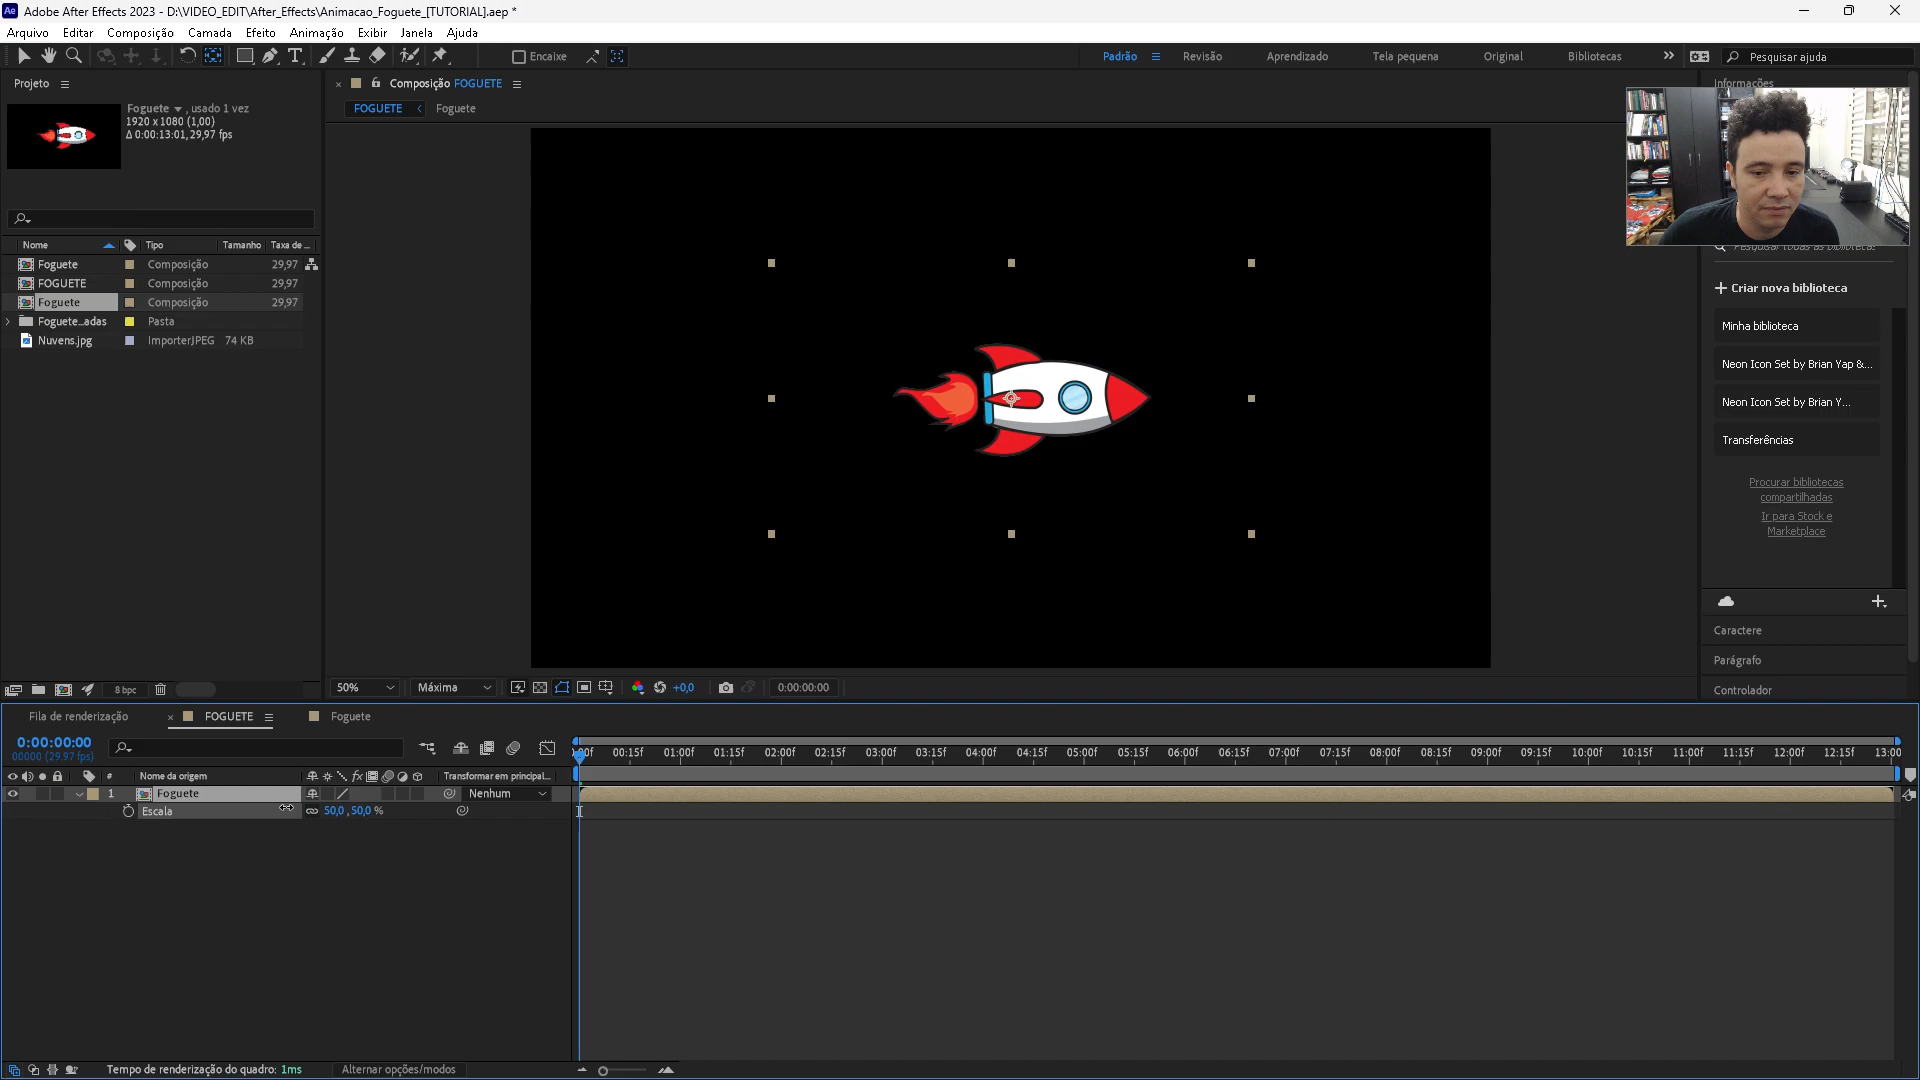 Adobe After Effects 2023 - D:\VIDEO_EDIT\After_Effects\Animacao_Foguete_[TUTORIAL].aep *
Arquivo Editar Composição Camada Efeito Animação Exibir Janela Ajuda
Encaixe
Padrão Revisão Aprendizado Tela pequena Original Bibliotecas
Pesquisar ajuda
Projeto
Foguete , usado 1 vez
1920 x 1080 (1,00)
Δ 0:00:13:01, 29,97 fps
Nome Tipo Tamanho Taxa de ...
Foguete Composição 29,97
FOGUETE Composição 29,97
Foguete Composição 29,97
Foguete...adas Pasta
Nuvens.jpg ImporterJPEG 74 KB
8 bpc
Composição FOGUETE
FOGUETE Foguete
50% Máxima +0,0 0:00:00:00
Informações
Pesquisar todas as bibliotecas
Criar nova biblioteca
Minha biblioteca
Neon Icon Set by Brian Yap &...
Neon Icon Set by Brian Y...
Transferências
Procurar bibliotecas
compartilhadas
Ir para Stock e
Marketplace
Caractere
Parágrafo
Controlador
Fila de renderização FOGUETE Foguete
0:00:00:00
00000 (29.97 fps)
00f 00:15f 01:00f 01:15f 02:00f 02:15f 03:00f 03:15f 04:00f 04:15f 05:00f 05:15f 06:00f 06:15f 07:00f 07:15f 08:00f 08:15f 09:00f 09:15f 10:00f 10:15f 11:00f 11:15f 12:00f 12:15f 13:00
# Nome da origem fx Transformar em principal...
1 Foguete Nenhum
Escala 50,0 , 50,0 %
Tempo de renderização do quadro: 1ms Alternar opções/modos